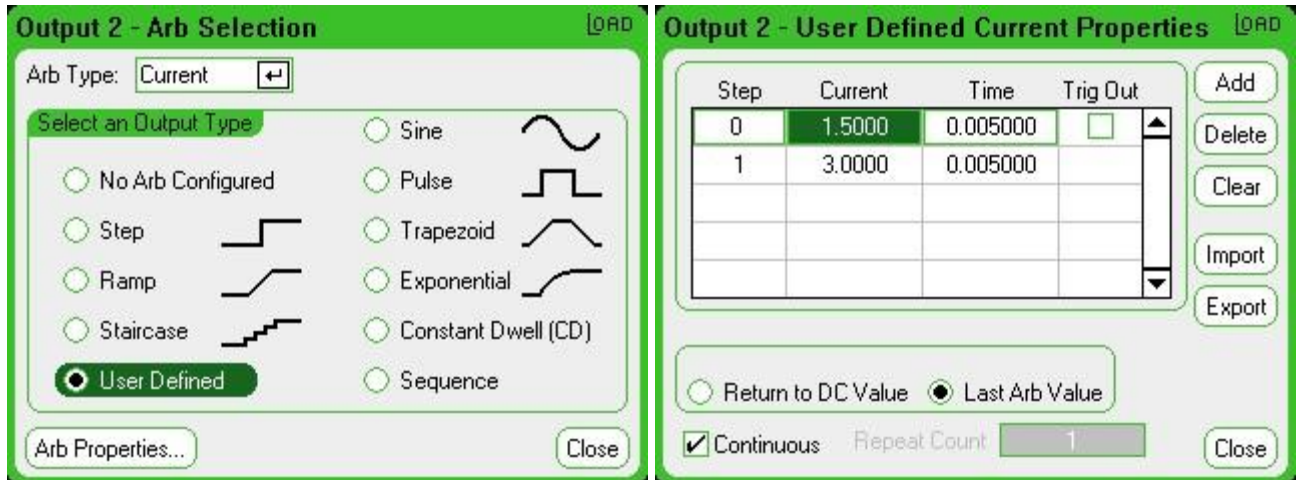 Output 2 - Arb Selection LOAD
Arb Type: Current
Select an Output Type
No Arb Configured
Step
Ramp
Staircase
User Defined
Sine
Pulse
Trapezoid
Exponential
Constant Dwell (CD)
Sequence
Arb Properties... Close
Output 2 - User Defined Current Properties LOAD
Step Current Time Trig Out
0 1.5000 0.005000
1 3.0000 0.005000
Add
Delete
Clear
Import
Export
Return to DC Value Last Arb Value
Continuous Repeat Count 1
Close